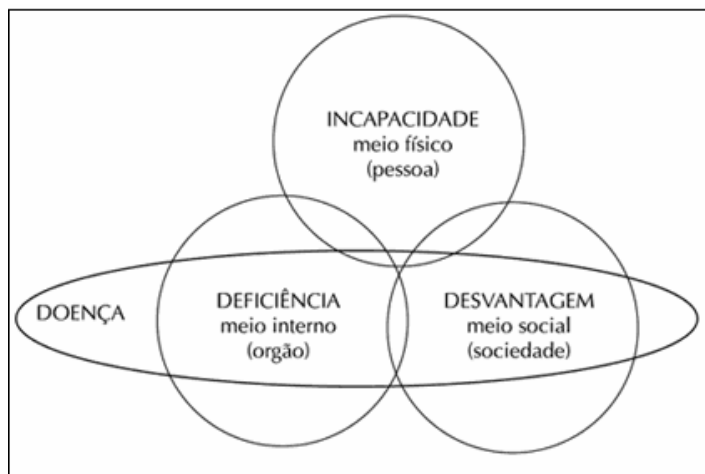 INCAPACIDADE
meio físico
(pessoa)
DOENÇA
DEFICIÊNCIA
meio interno
(orgão)
DESVANTAGEM
meio social
(sociedade)